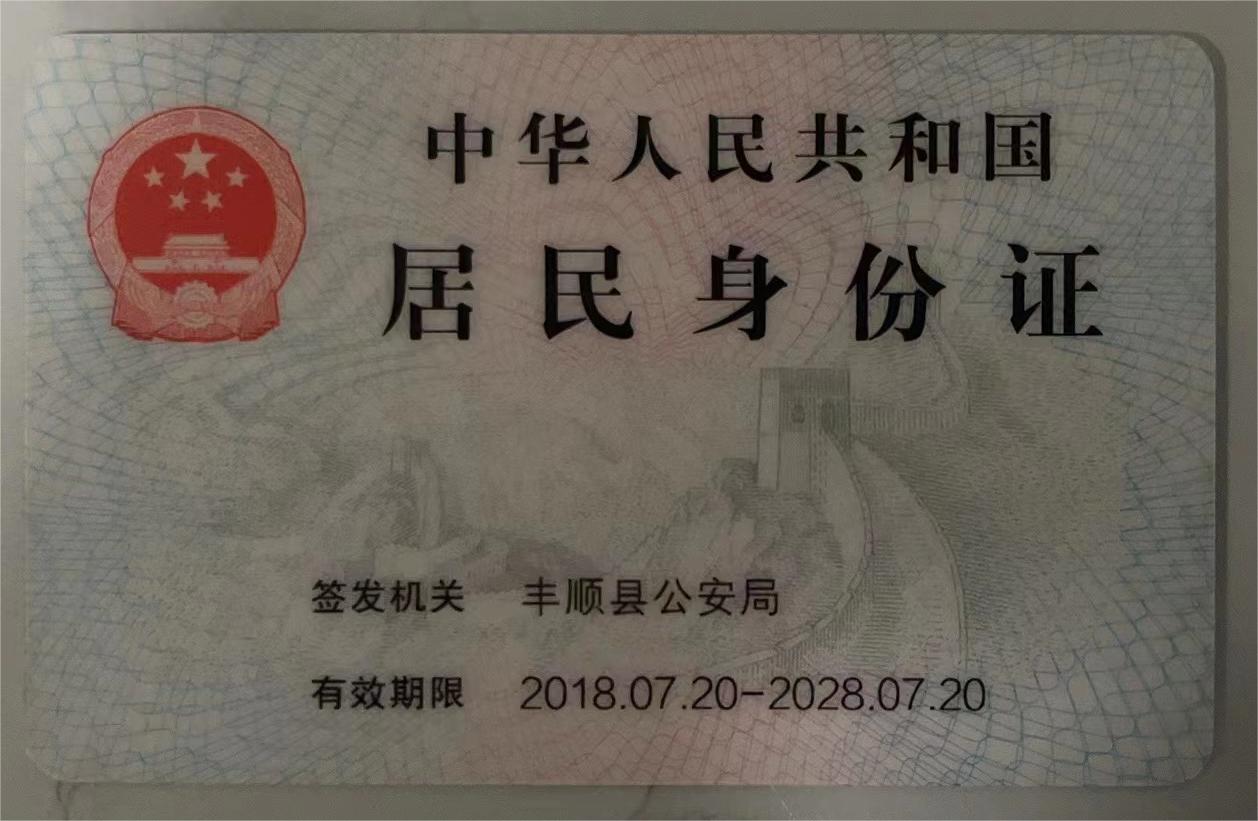 中华人民共和国
居民身份证
签发机关 丰顺县公安局
有效期限 2018.07.20-2028.07.20